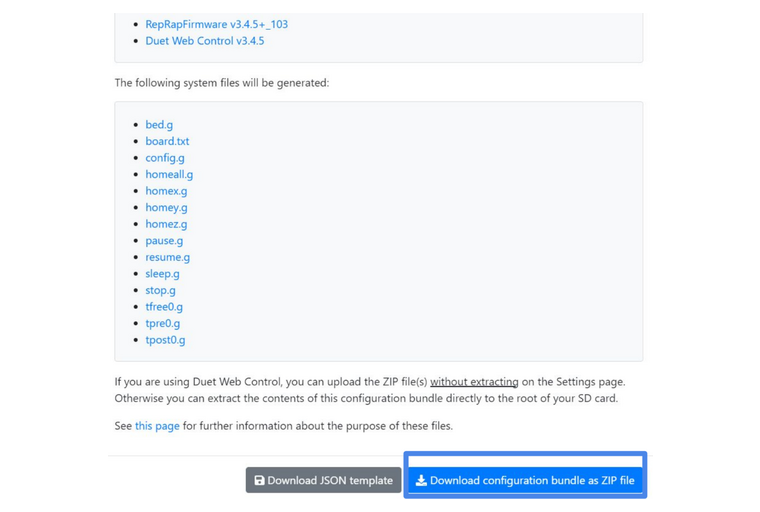 RepRapFirmware v3.4.5+_103
Duet Web Control v3.4.5
The following system files will be generated:
bed.g
board.txt
config.g
homeall.g
homex.g
homey.g
homez.g
pause.g
resume.g
sleep.g
stop.g
tfree0.g
tpre0.g
tpost0.g
If you are using Duet Web Control, you can upload the ZIP file(s) without extracting on the Settings page.
Otherwise you can extract the contents of this configuration bundle directly to the root of your SD card.
See this page for further information about the purpose of these files.
Download JSON template Download configuration bundle as ZIP file